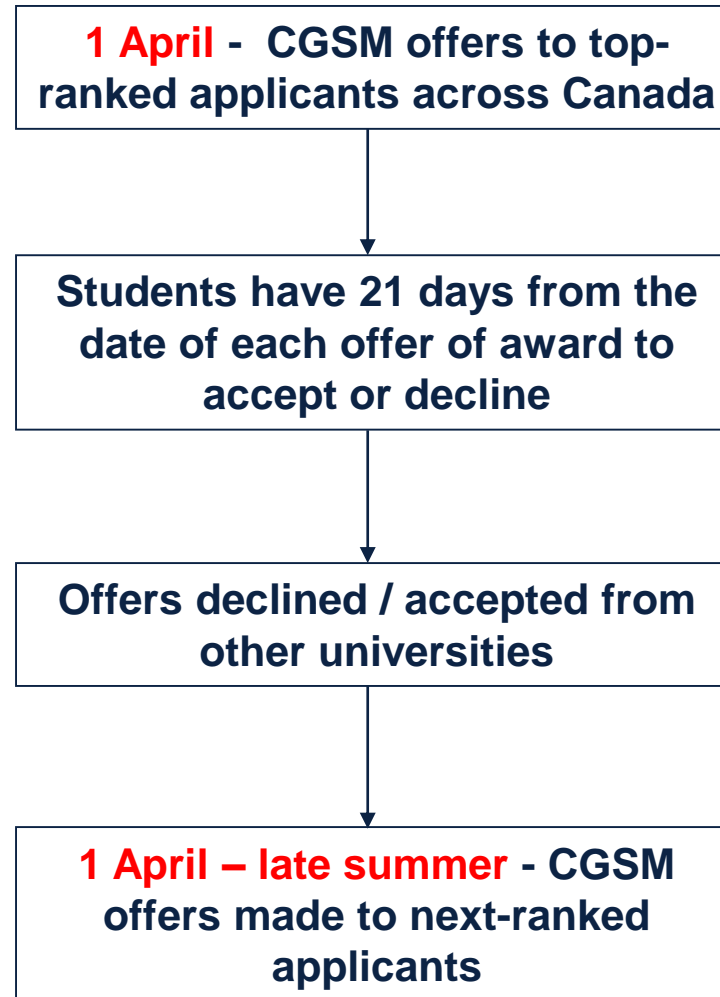 1 April -  CGSM offers to top-
ranked applicants across Canada
Students have 21 days from the
date of each offer of award to
accept or decline
Offers declined / accepted from
other universities
1 April – late summer - CGSM
offers made to next-ranked
applicants